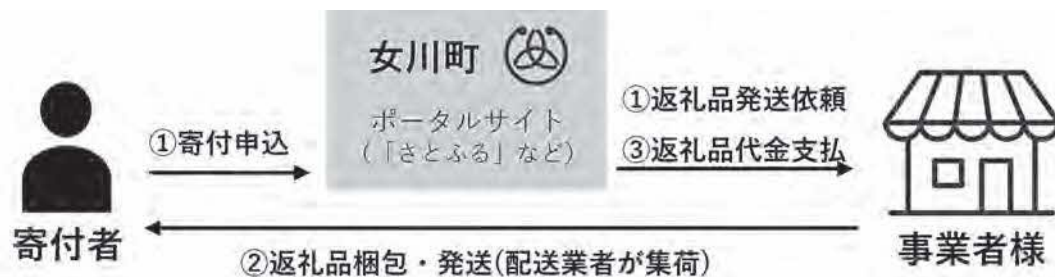 女川町
ポータルサイト
(「さとふる」など)
①寄付申込
①返礼品発送依頼
③返礼品代金支払
寄付者
②返礼品梱包・発送(配送業者が集荷)
事業者様